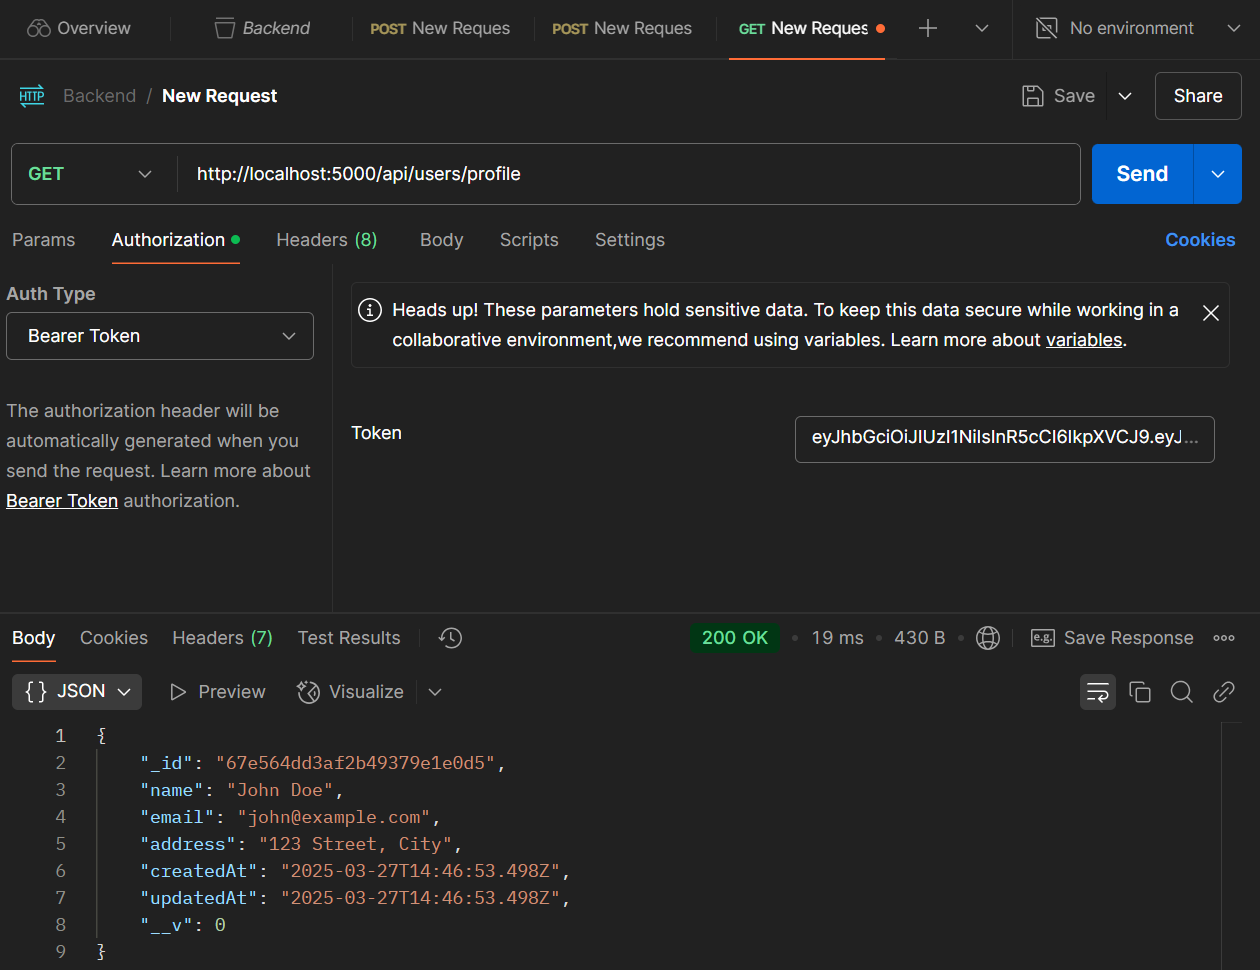 Overview Backend POST New Reques POST New Reques GET New Reques No environment
HTTP Backend / New Request Save Share
GET http://localhost:5000/api/users/profile Send
Params Authorization Headers (8) Body Scripts Settings Cookies
Auth Type
Bearer Token
The authorization header will be
automatically generated when you
send the request. Learn more about
Bearer Token authorization.
Heads up! These parameters hold sensitive data. To keep this data secure while working in a
collaborative environment,we recommend using variables. Learn more about variables.
Token eyJhbGciOiJIUzI1NiIsInR5cCI6IkpXVCJ9.eyJ...
Body Cookies Headers (7) Test Results 200 OK • 19 ms • 430 B • e.g. Save Response
{} JSON Preview Visualize
1 {
2 "_id": "67e564dd3af2b49379e1e0d5",
3 "name": "John Doe",
4 "email": "john@example.com",
5 "address": "123 Street, City",
6 "createdAt": "2025-03-27T14:46:53.498Z",
7 "updatedAt": "2025-03-27T14:46:53.498Z",
8 "__v": 0
9 }